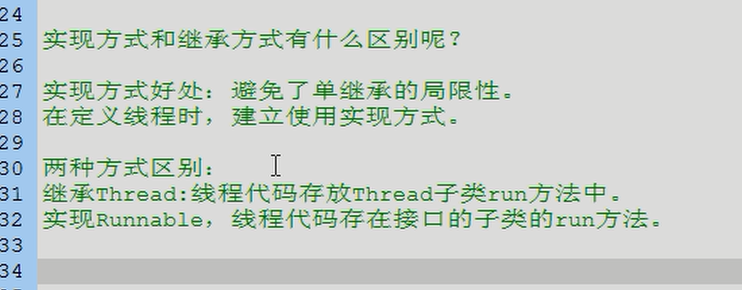 24
25 实现方式和继承方式有什么区别呢?
26
27 实现方式好处: 避免了单继承的局限性。
28 在定义线程时, 建立使用实现方式。
29
30 两种方式区别:
31 继承Thread:线程代码存放Thread子类run方法中。
32 实现Runnable, 线程代码存在接口的子类的run方法。
33
34